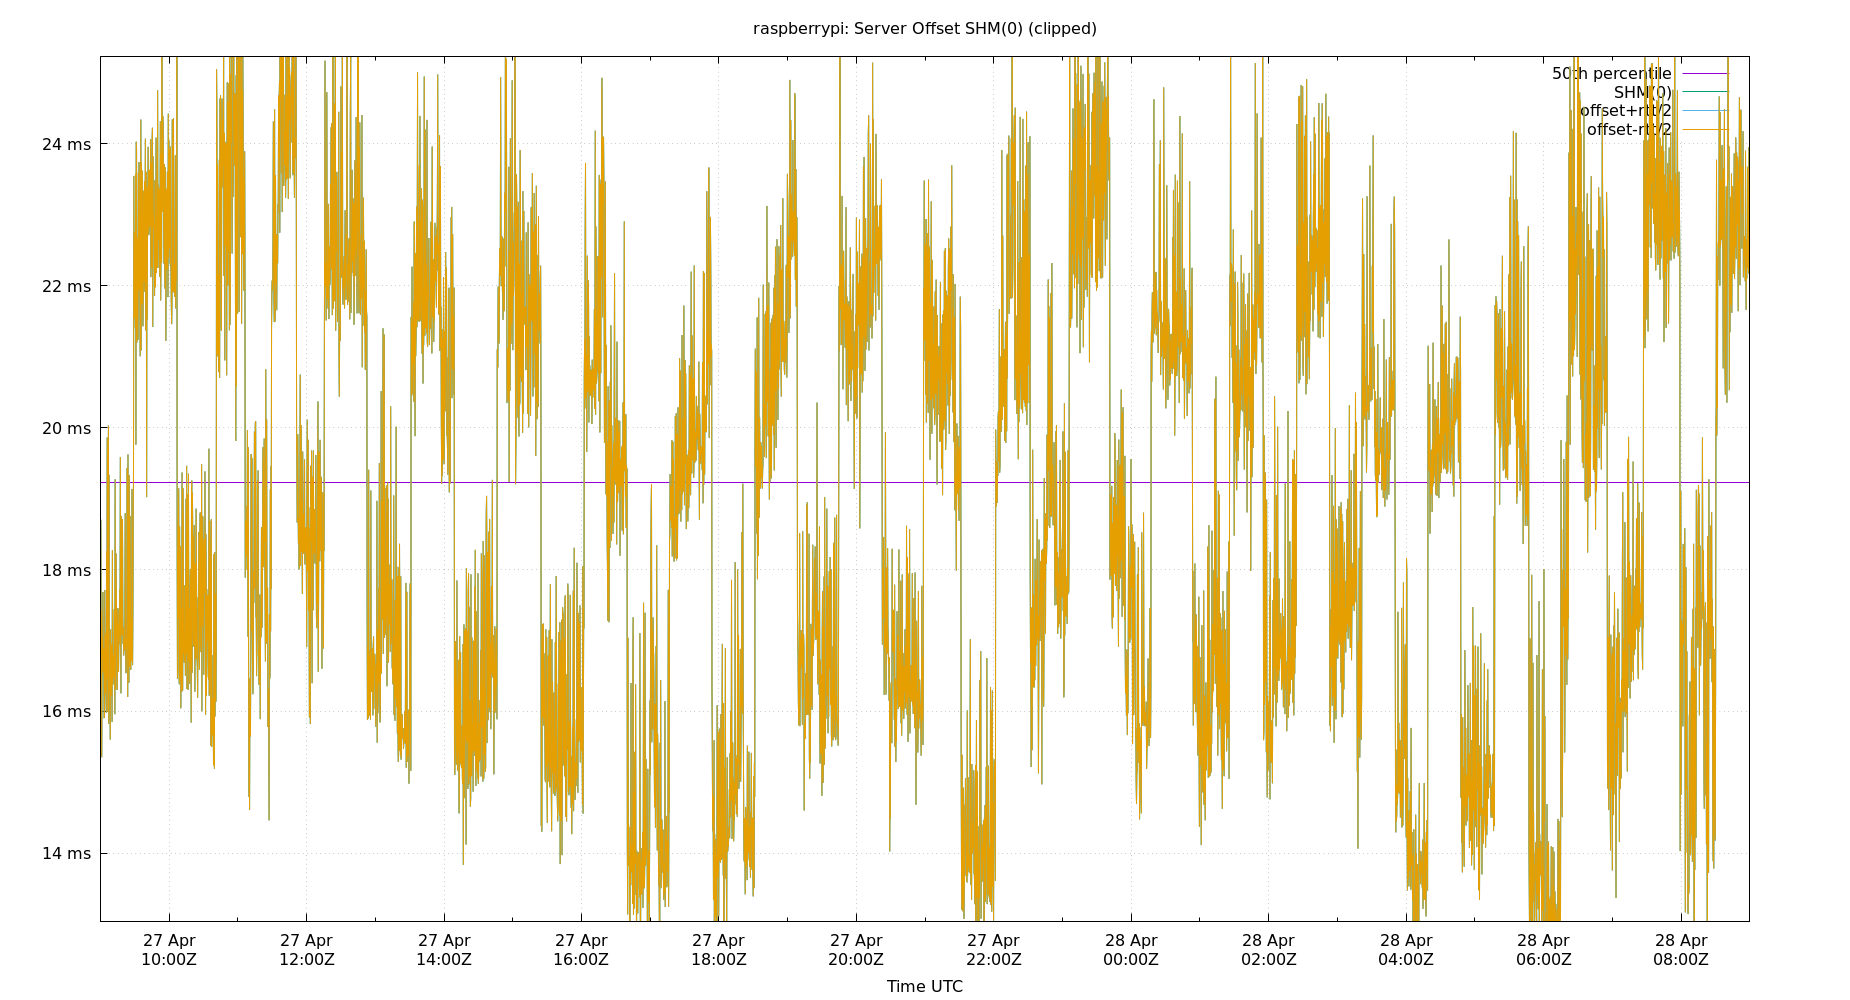 raspberrypi: Server Offset SHM(0) (clipped)
50th percentile
SHM(0)
offset+rtt/2
offset-rtt/2
24 ms
22 ms
20 ms
18 ms
16 ms
14 ms
27 Apr 27 Apr 27 Apr 27 Apr 27 Apr 27 Apr 27 Apr 28 Apr 28 Apr 28 Apr 28 Apr 28 Apr
10:00Z 12:00Z 14:00Z 16:00Z 18:00Z 20:00Z 22:00Z 00:00Z 02:00Z 04:00Z 06:00Z 08:00Z
Time UTC